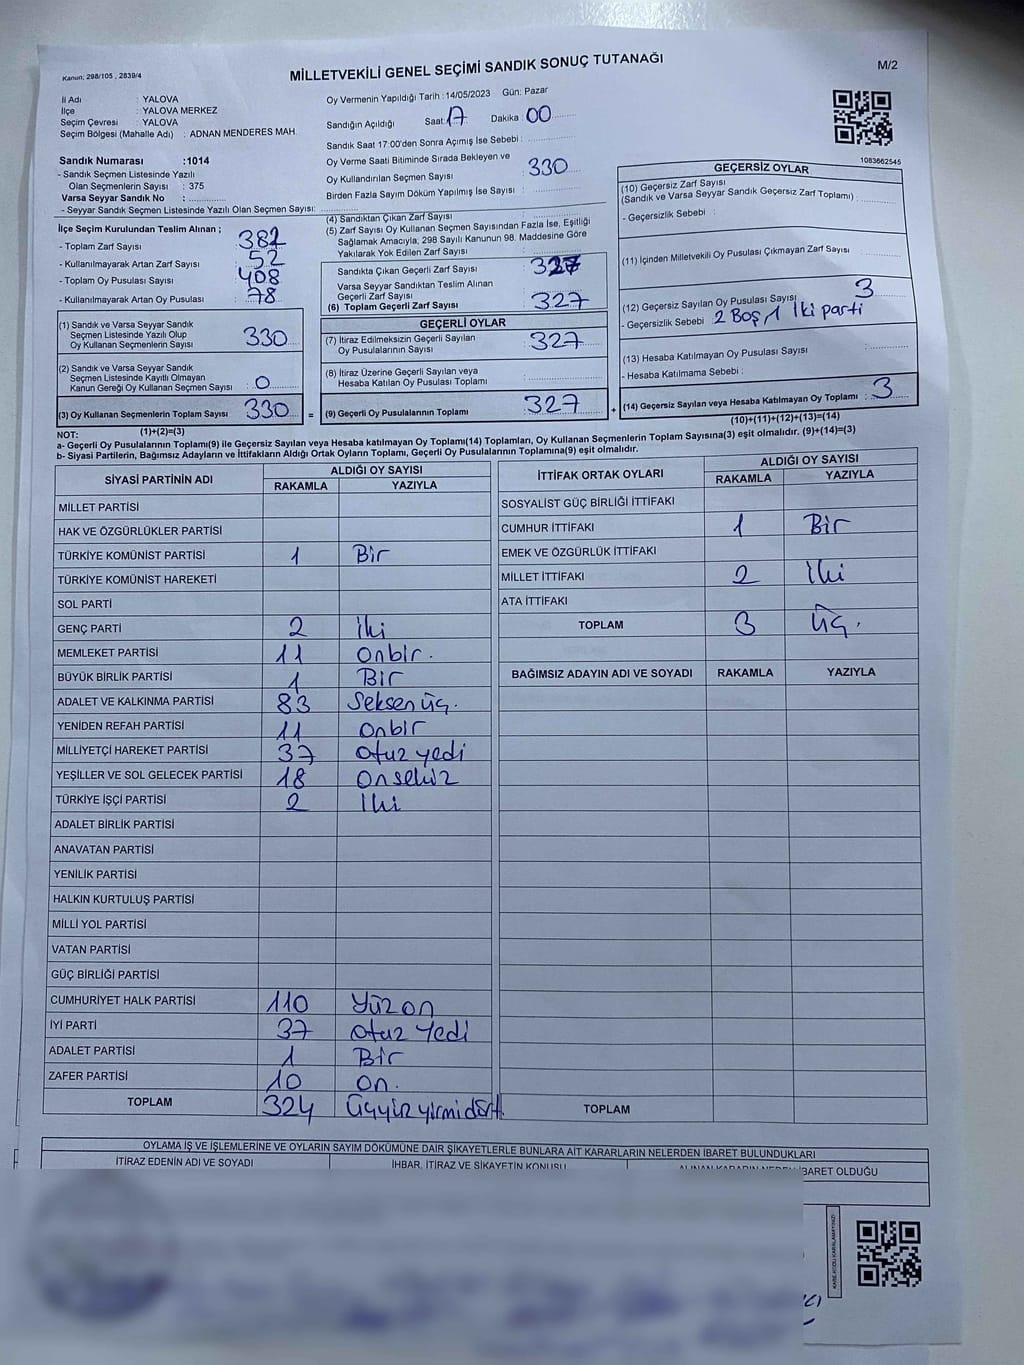 Kanun: 298/105 , 2839/4
MİLLETVEKİLİ GENEL SEÇİMİ SANDIK SONUÇ TUTANAĞI
M/2
İl Adı : YALOVA
İlçe : YALOVA MERKEZ
Seçim Çevresi : YALOVA
Seçim Bölgesi (Mahalle Adı) : ADNAN MENDERES MAH.
Sandık Numarası :1014
- Sandık Seçmen Listesinde Yazılı
Olan Seçmenlerin Sayısı : 375
Varsa Seyyar Sandık No :
- Seyyar Sandık Seçmen Listesinde Yazılı Olan Seçmen Sayısı:
Oy Vermenin Yapıldığı Tarih : 14/05/2023 Gün: Pazar
Sandığın Açıldığı Saat: 17 Dakika 00
Sandık Saat 17:00'den Sonra Açımış İse Sebebi :
Oy Verme Saati Bitiminde Sırada Bekleyen ve
Oy Kullandırılan Seçmen Sayısı : 330
Birden Fazla Sayım Döküm Yapılmış İse Sayısı :
1083662545
İlçe Seçim Kurulundan Teslim Alınan ;
- Toplam Zarf Sayısı : 382
- Kullanılmayarak Artan Zarf Sayısı : 52
- Toplam Oy Pusulası Sayısı : 408
- Kullanılmayarak Artan Oy Pusulası : 78
(1) Sandık ve Varsa Seyyar Sandık
Seçmen Listesinde Yazılı Olup
Oy Kullanan Seçmenlerin Sayısı : 330
(2) Sandık ve Varsa Seyyar Sandık
Seçmen Listesinde Kayıtlı Olmayan
Kanun Gereği Oy Kullanan Seçmen Sayısı : 0
(3) Oy Kullanan Seçmenlerin Toplam Sayısı 330 =
(1)+(2)=(3)
(4) Sandıktan Çıkan Zarf Sayısı :
(5) Zarf Sayısı Oy Kullanan Seçmen Sayısından Fazla İse, Eşitliği
Sağlamak Amacıyla, 298 Sayılı Kanunun 98. Maddesine Göre
Yakılarak Yok Edilen Zarf Sayısı :
Sandıkta Çıkan Geçerli Zarf Sayısı : 327
Varsa Seyyar Sandıktan Teslim Alınan
Geçerli Zarf Sayısı :
(6) Toplam Geçerli Zarf Sayısı : 327
GEÇERLİ OYLAR
(7) İtiraz Edilmeksizin Geçerli Sayılan
Oy Pusulalarının Sayısı : 327
(8) İtiraz Üzerine Geçerli Sayılan veya
Hesaba Katılan Oy Pusulası Toplamı :
(9) Geçerli Oy Pusulalarının Toplamı : 327 +
GEÇERSİZ OYLAR
(10) Geçersiz Zarf Sayısı
(Sandık ve Varsa Seyyar Sandık Geçersiz Zarf Toplamı) :
- Geçersizlik Sebebi :
(11) İçinden Milletvekili Oy Pusulası Çıkmayan Zarf Sayısı
(12) Geçersiz Sayılan Oy Pusulası Sayısı : 3
- Geçersizlik Sebebi : 2 Boş, 1 İki parti
(13) Hesaba Katılmayan Oy Pusulası Sayısı :
- Hesaba Katılmama Sebebi :
(14) Geçersiz Sayılan veya Hesaba Katılmayan Oy Toplamı : 3
(10)+(11)+(12)+(13)=(14)
NOT:
a- Geçerli Oy Pusulalarının Toplamı(9) ile Geçersiz Sayılan veya Hesaba katılmayan Oy Toplamı(14) Toplamları, Oy Kullanan Seçmenlerin Toplam Sayısına(3) eşit olmalıdır. (9)+(14)=(3)
b- Siyasi Partilerin, Bağımsız Adayların ve İttifakların Aldığı Ortak Oyların Toplamı, Geçerli Oy Pusulalarının Toplamına(9) eşit olmalıdır.
SİYASİ PARTİNİN ADI ALDIĞI OY SAYISI
RAKAMLA YAZIYLA
MİLLET PARTİSİ
HAK VE ÖZGÜRLÜKLER PARTİSİ
TÜRKİYE KOMÜNİST PARTİSİ 1 Bir
TÜRKİYE KOMÜNİST HAREKETİ
SOL PARTİ
GENÇ PARTİ 2 İki
MEMLEKET PARTİSİ 11 Onbir.
BÜYÜK BİRLİK PARTİSİ 1 Bir
ADALET VE KALKINMA PARTİSİ 83 Seksen üç.
YENİDEN REFAH PARTİSİ 11 Onbir
MİLLİYETÇİ HAREKET PARTİSİ 37 Otuz yedi
YEŞİLLER VE SOL GELECEK PARTİSİ 18 Onsekiz
TÜRKİYE İŞÇİ PARTİSİ 2 İki
ADALET BİRLİK PARTİSİ
ANAVATAN PARTİSİ
YENİLİK PARTİSİ
HALKIN KURTULUŞ PARTİSİ
MİLLİ YOL PARTİSİ
VATAN PARTİSİ
GÜÇ BİRLİĞİ PARTİSİ
CUMHURİYET HALK PARTİSİ 110 Yüz on
İYİ PARTİ 37 Otuz Yedi
ADALET PARTİSİ 1 Bir
ZAFER PARTİSİ 10 On.
TOPLAM 324 Üçyüz yirmi dört.
İTTİFAK ORTAK OYLARI ALDIĞI OY SAYISI
RAKAMLA YAZIYLA
SOSYALİST GÜÇ BİRLİĞİ İTTİFAKI
CUMHUR İTTİFAKI 1 Bir
EMEK VE ÖZGÜRLÜK İTTİFAKI
MİLLET İTTİFAKI 2 İki
ATA İTTİFAKI
TOPLAM 3 Üç.
BAĞIMSIZ ADAYIN ADI VE SOYADI RAKAMLA YAZIYLA
TOPLAM
OYLAMA İŞ VE İŞLEMLERİNE VE OYLARIN SAYIM DÖKÜMÜNE DAİR ŞİKAYETLERLE BUNLARA AİT KARARLARIN NELERDEN İBARET BULUNDUKLARI
İTİRAZ EDENİN ADI VE SOYADI İHBAR, İTİRAZ VE ŞİKAYETİN KONUSU ALINAN KARARIN NEDEN İBARET OLDUĞU